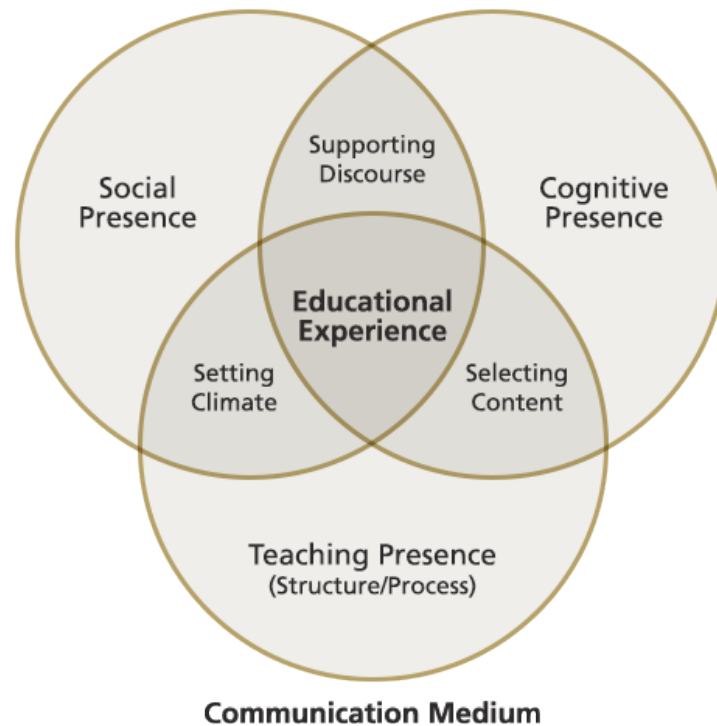 Supporting
Discourse
Social
Presence
Cognitive
Presence
Educational
Experience
Setting
Climate
Selecting
Content
Teaching Presence
(Structure/Process)
Communication Medium